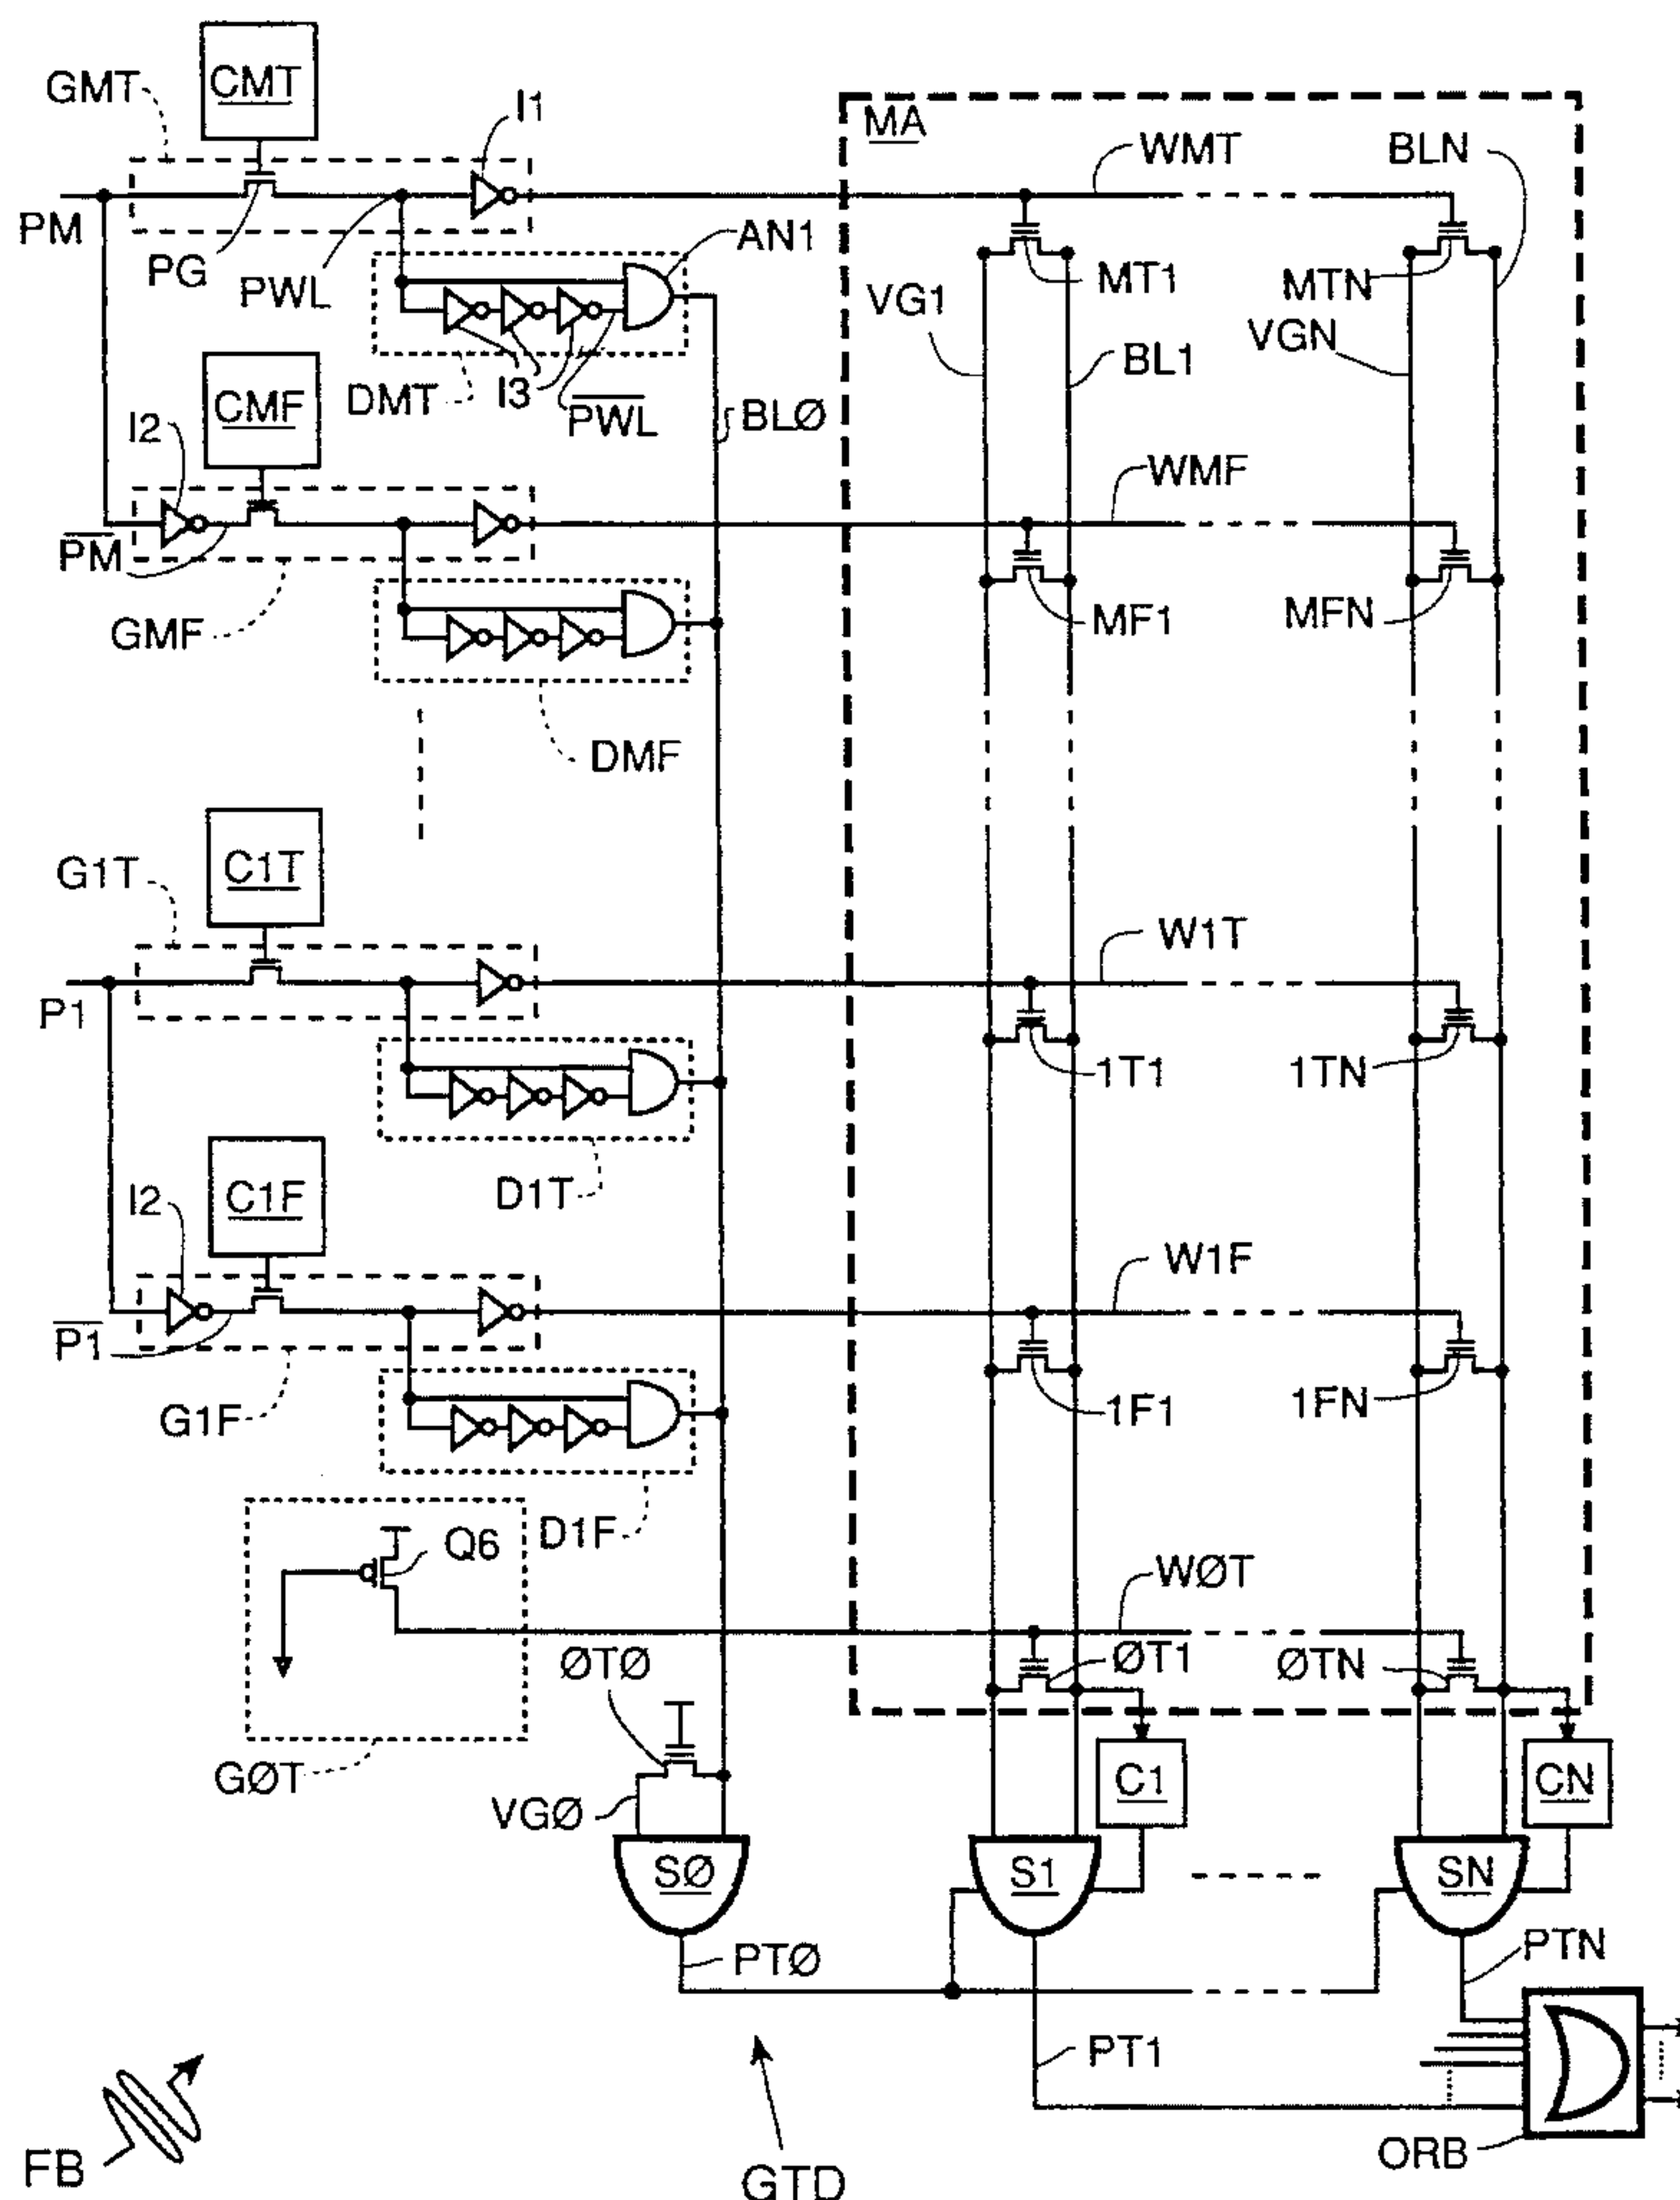 CMT
GMT
I1
MA
WMT
BLN
PM
PG
PWL
AN1
MT1
MTN
VG1
VGN
BL1
DMT
I3
P̅W̅L̅
BLØ
CMF
I2
WMF
P̅M̅
GMF
MF1
MFN
DMF
C1T
G1T
W1T
P1
1T1
1TN
D1T
C1F
I2
W1F
P̅1̅
G1F
1F1
1FN
D1F
Q6
WØT
ØTØ
ØT1
ØTN
GØT
VGØ
C1
CN
SØ
S1
SN
PTØ
PTN
PT1
ORB
FB
GTD